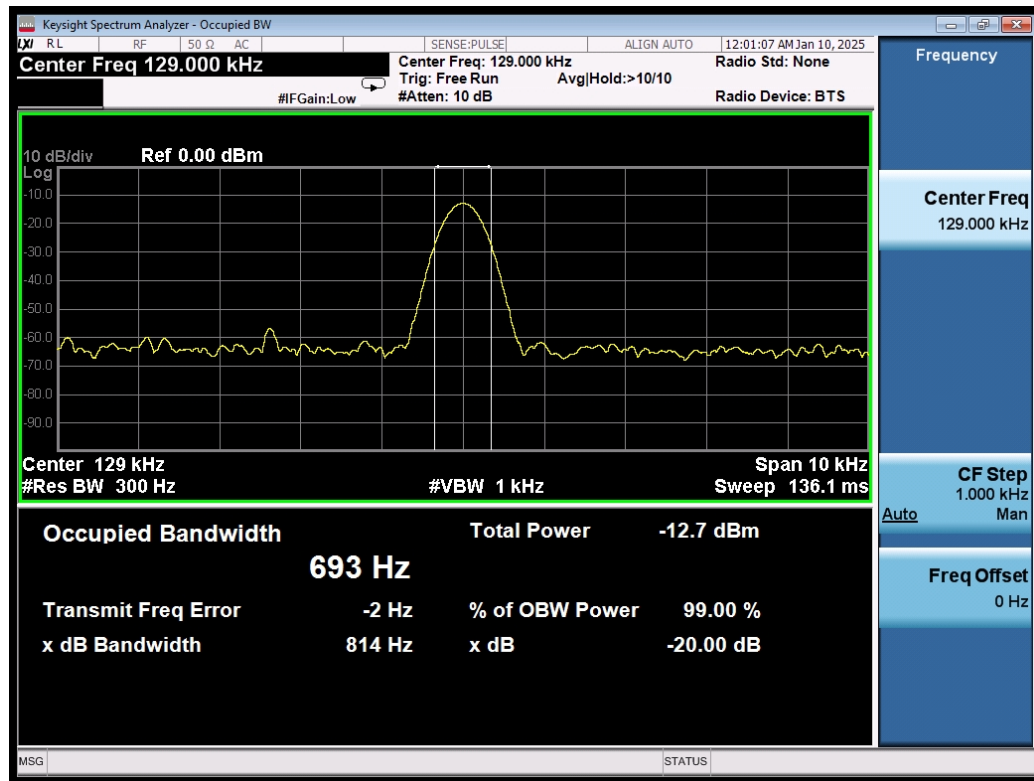 Keysight Spectrum Analyzer - Occupied BW
LXI RL RF 50 Ω AC SENSE:PULSE ALIGN AUTO 12:01:07 AM Jan 10, 2025
Center Freq 129.000 kHz
Center Freq: 129.000 kHz Radio Std: None
Trig: Free Run Avg|Hold:>10/10
#IFGain:Low #Atten: 10 dB Radio Device: BTS
10 dB/div Ref 0.00 dBm
Log
-10.0
-20.0
-30.0
-40.0
-50.0
-60.0
-70.0
-80.0
-90.0
Center 129 kHz Span 10 kHz
#Res BW 300 Hz #VBW 1 kHz Sweep 136.1 ms
Occupied Bandwidth Total Power -12.7 dBm
693 Hz
Transmit Freq Error -2 Hz % of OBW Power 99.00 %
x dB Bandwidth 814 Hz x dB -20.00 dB
Frequency
Center Freq
129.000 kHz
CF Step
1.000 kHz
Auto Man
Freq Offset
0 Hz
MSG STATUS